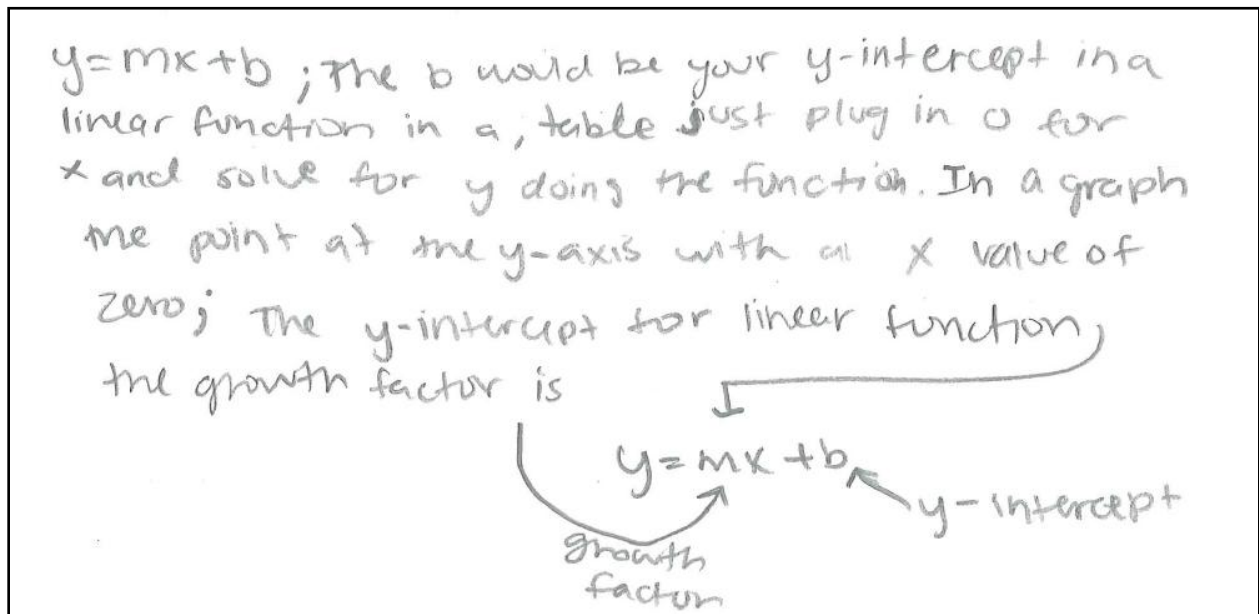 y=mx+b ; The b would be your y-intercept in a
linear function in a, table just plug in 0 for
x and solve for y doing the function. In a graph
the point at the y-axis with a x value of
zero; The y-intercept for linear function,
the growth factor is
y=mx+b
y-intercept
growth
factor